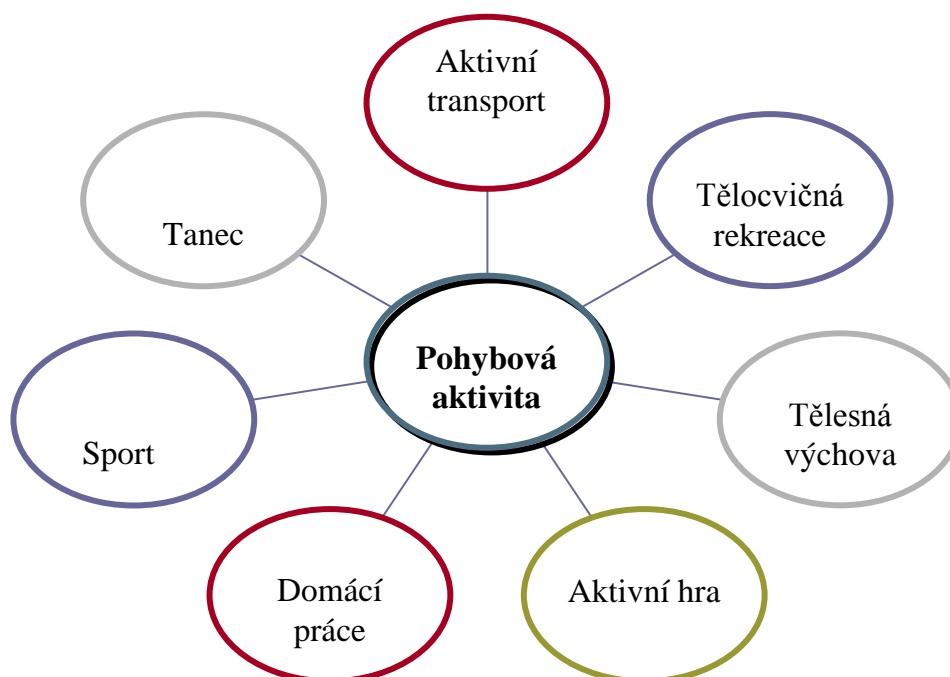 Aktivní
transport
Tělocvičná
rekreace
Tanec
Pohybová
aktivita
Tělesná
výchova
Sport
Domácí
práce
Aktivní hra